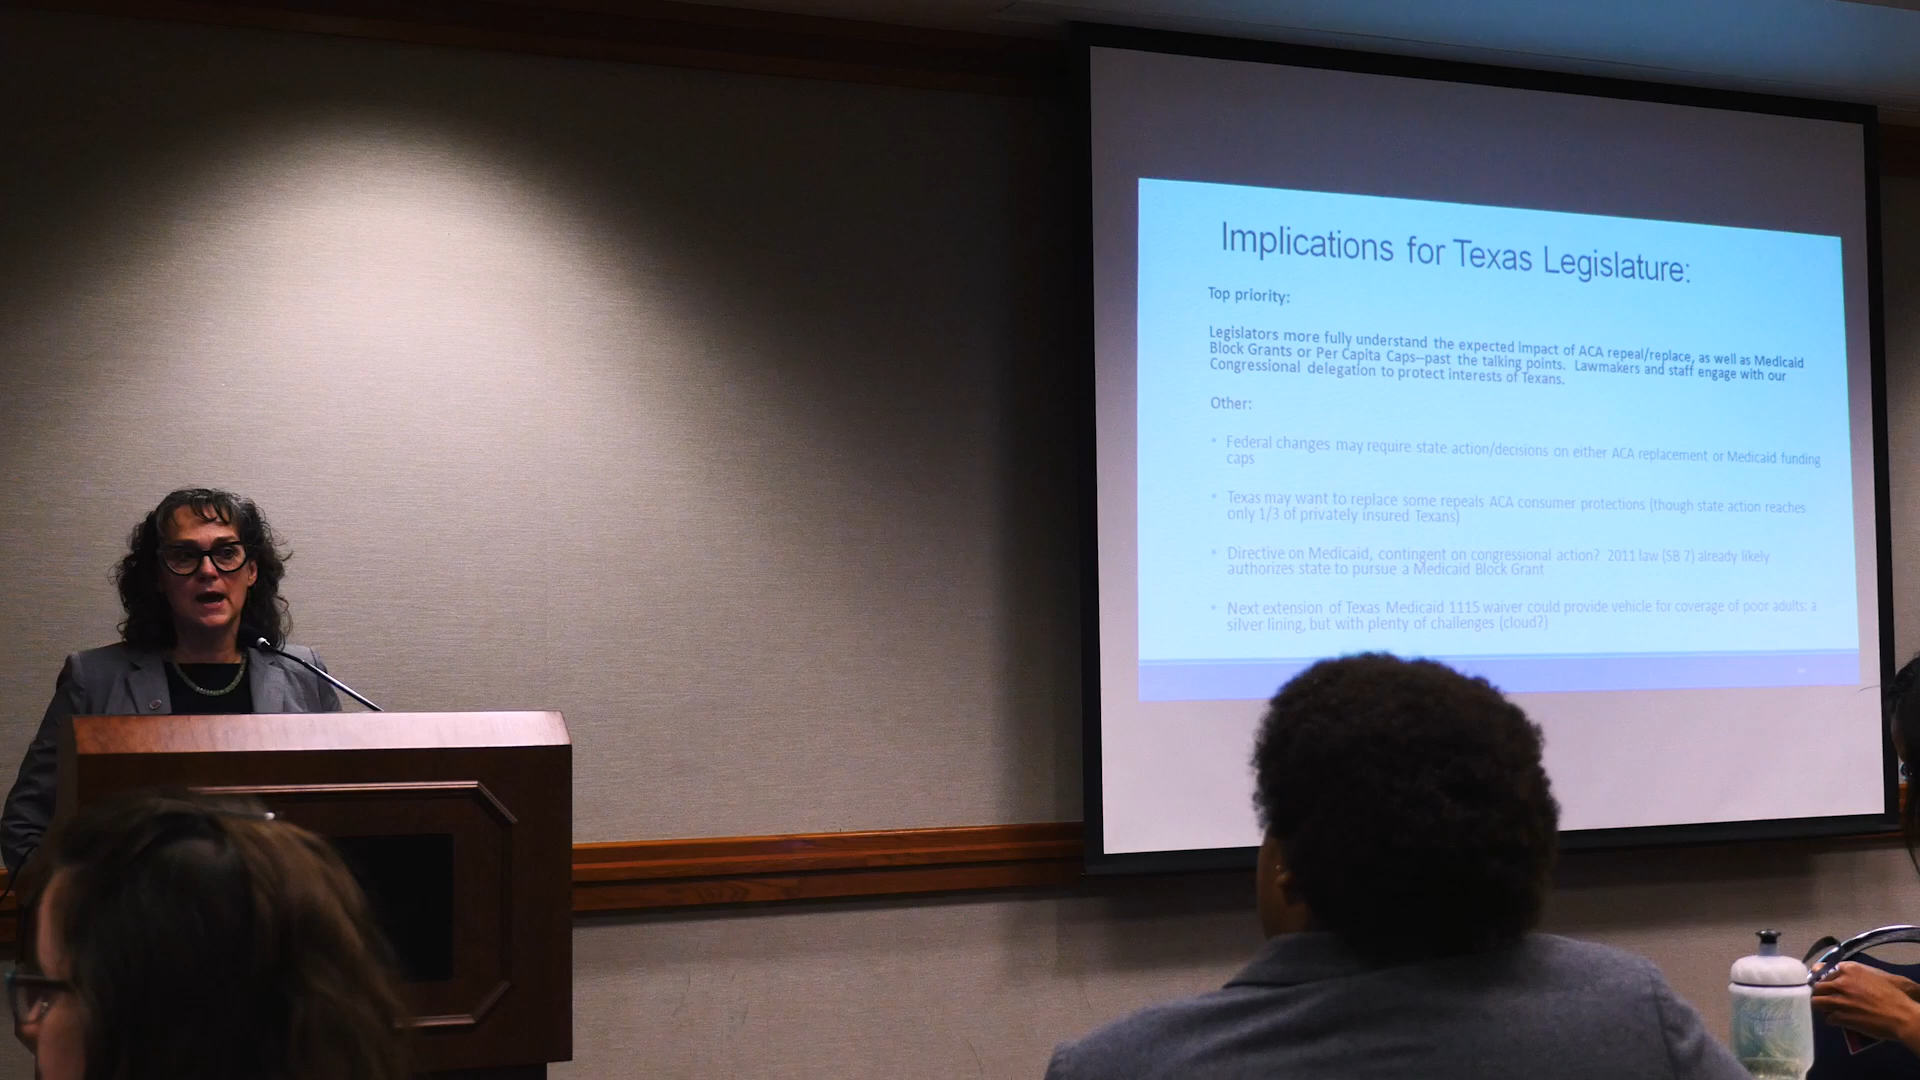 Implications for Texas Legislature:
Top priority:
Legislators more fully understand the expected impact of ACA repeal/replace, as well as Medicaid
Block Grants or Per Capita Caps—past the talking points. Lawmakers and staff engage with our
Congressional delegation to protect interests of Texans.
Other:
• Federal changes may require state action/decisions on either ACA replacement or Medicaid funding
caps
• Texas may want to replace some repeals ACA consumer protections (though state action reaches
only 1/3 of privately insured Texans)
• Directive on Medicaid, contingent on congressional action? 2011 law (SB 7) already likely
authorizes state to pursue a Medicaid Block Grant
• Next extension of Texas Medicaid 1115 waiver could provide vehicle for coverage of poor adults: a
silver lining, but with plenty of challenges (cloud?)